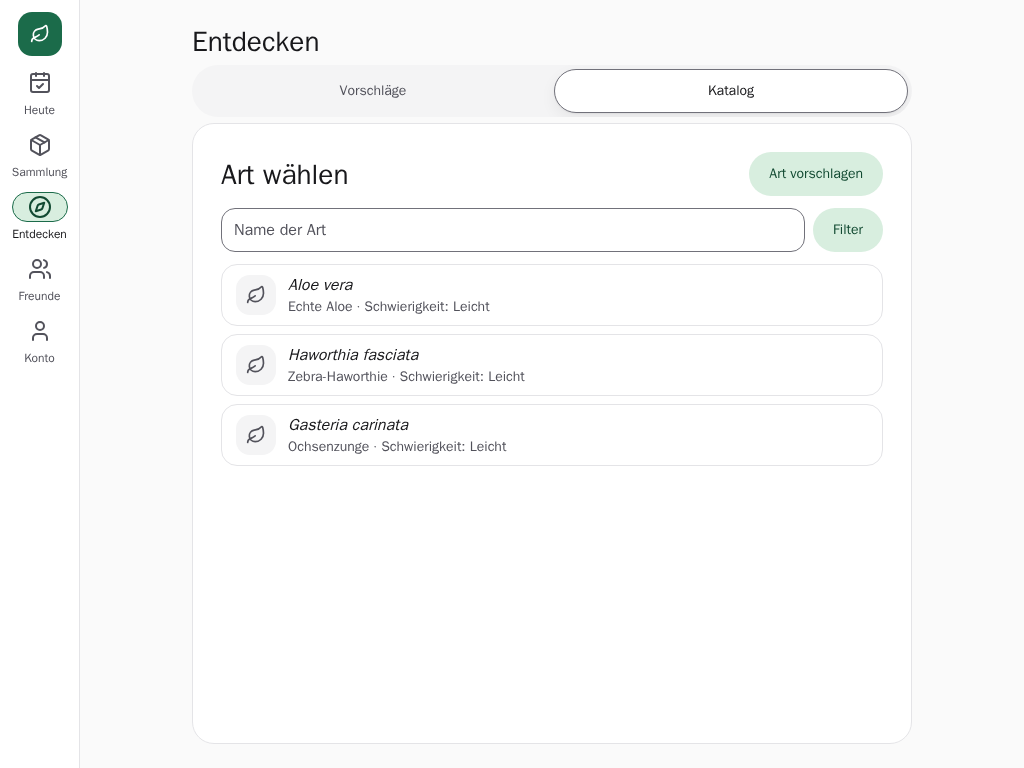 Heute
Sammlung
Entdecken
Freunde
Konto
Entdecken
Vorschläge
Katalog
Art wählen
Art vorschlagen
Name der Art
Filter
Aloe vera
Echte Aloe · Schwierigkeit: Leicht
Haworthia fasciata
Zebra-Haworthie · Schwierigkeit: Leicht
Gasteria carinata
Ochsenzunge · Schwierigkeit: Leicht